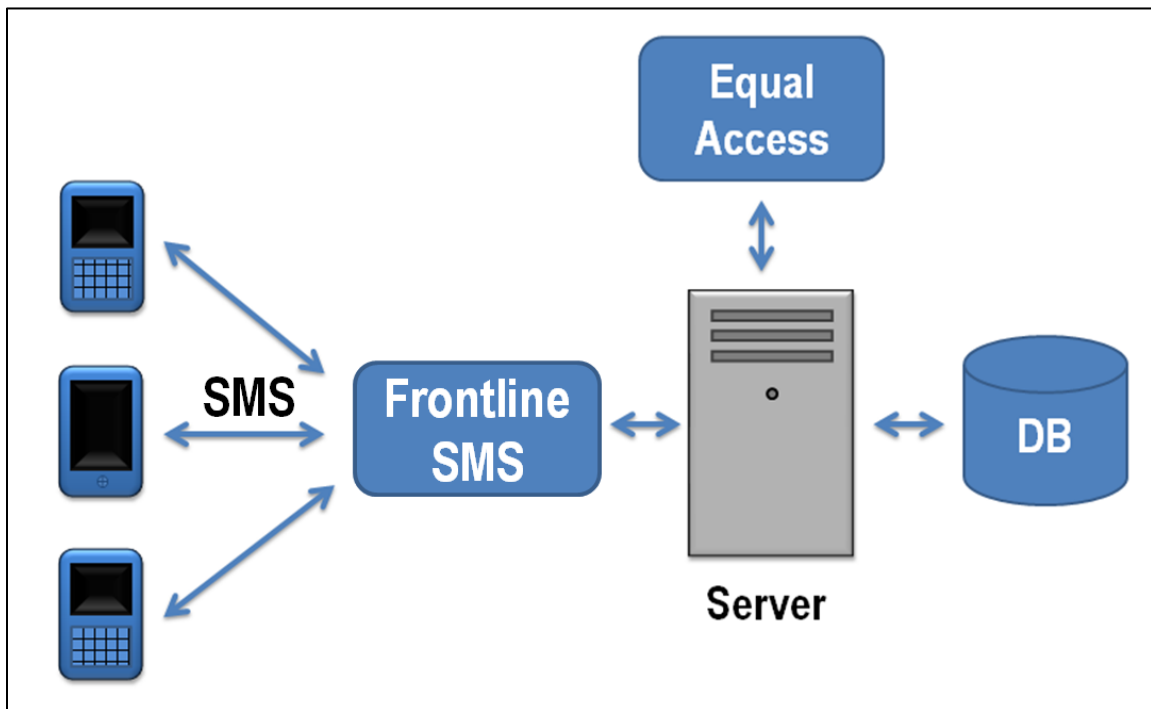 Equal
Access
SMS
Frontline
SMS
DB
Server